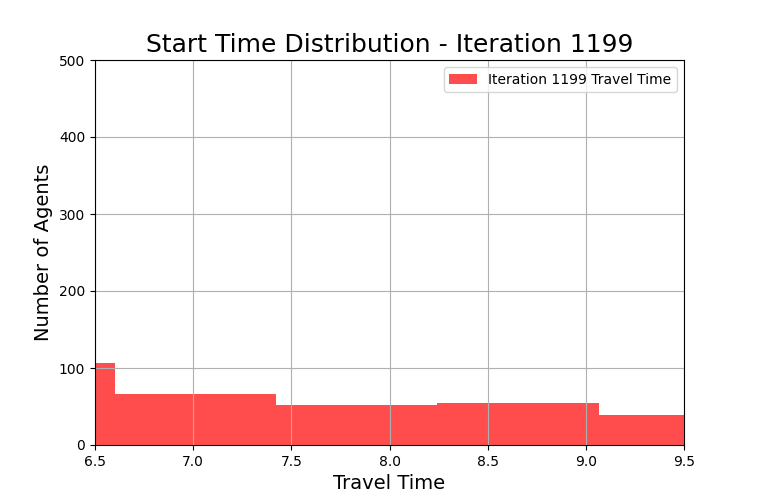 Start Time Distribution - Iteration 1199
Iteration 1199 Travel Time
Number of Agents
500
400
300
200
100
0
6.5 7.0 7.5 8.0 8.5 9.0 9.5
Travel Time